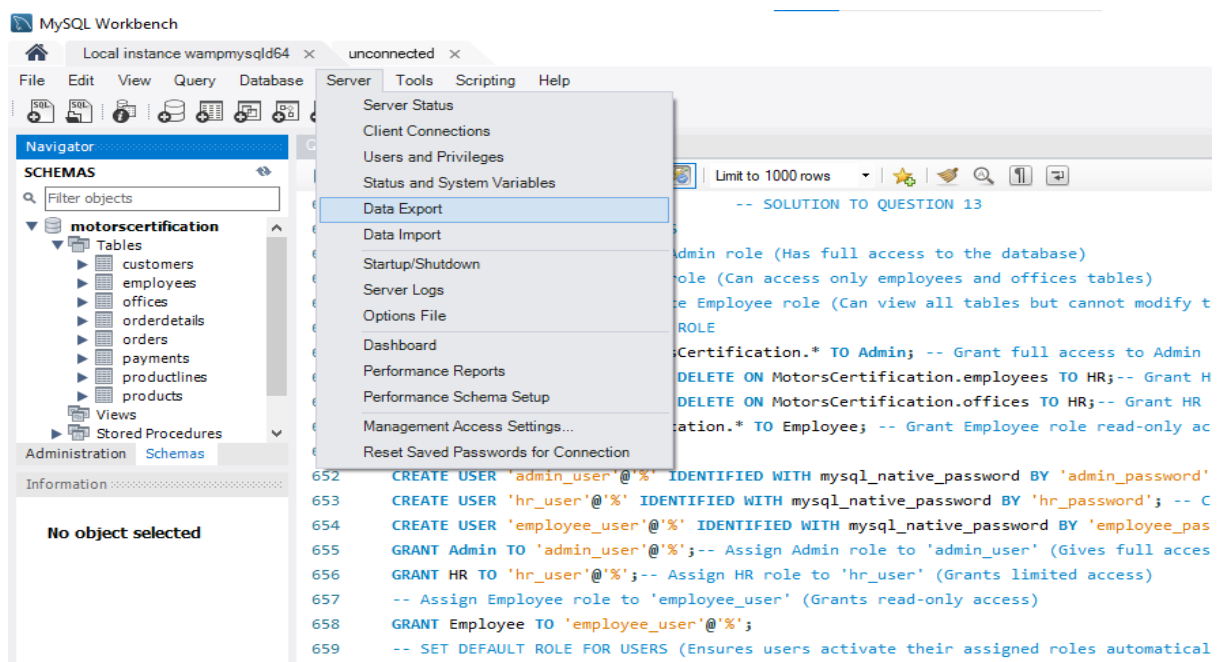 MySQL Workbench
Local instance wampmysqld64 × unconnected ×
File Edit View Query Database Server Tools Scripting Help
SQL SQL
Server Status
Client Connections
Navigator
Users and Privileges
SCHEMAS
Status and System Variables
Limit to 1000 rows
Filter objects
Data Export
-- SOLUTION TO QUESTION 13
motorscertification
Data Import
Tables
customers
Startup/Shutdown
Admin role (Has full access to the database)
employees
Server Logs
role (Can access only employees and offices tables)
offices
Options File
Employee role (Can view all tables but cannot modify t
orderdetails
ROLE
orders
Dashboard
sCertification.* TO Admin; -- Grant full access to Admin
payments
Performance Reports
DELETE ON MotorsCertification.employees TO HR;-- Grant H
productlines
Performance Schema Setup
DELETE ON MotorsCertification.offices TO HR;-- Grant HR
products
Views
Management Access Settings...
cation.* TO Employee; -- Grant Employee role read-only ac
Stored Procedures
Administration Schemas
Reset Saved Passwords for Connection
Information
652 CREATE USER 'admin_user'@'%' IDENTIFIED WITH mysql_native_password BY 'admin_password'
653 CREATE USER 'hr_user'@'%' IDENTIFIED WITH mysql_native_password BY 'hr_password'; -- C
No object selected
654 CREATE USER 'employee_user'@'%' IDENTIFIED WITH mysql_native_password BY 'employee_pas
655 GRANT Admin TO 'admin_user'@'%';-- Assign Admin role to 'admin_user' (Gives full acces
656 GRANT HR TO 'hr_user'@'%';-- Assign HR role to 'hr_user' (Grants limited access)
657 -- Assign Employee role to 'employee_user' (Grants read-only access)
658 GRANT Employee TO 'employee_user'@'%';
659 -- SET DEFAULT ROLE FOR USERS (Ensures users activate their assigned roles automatical